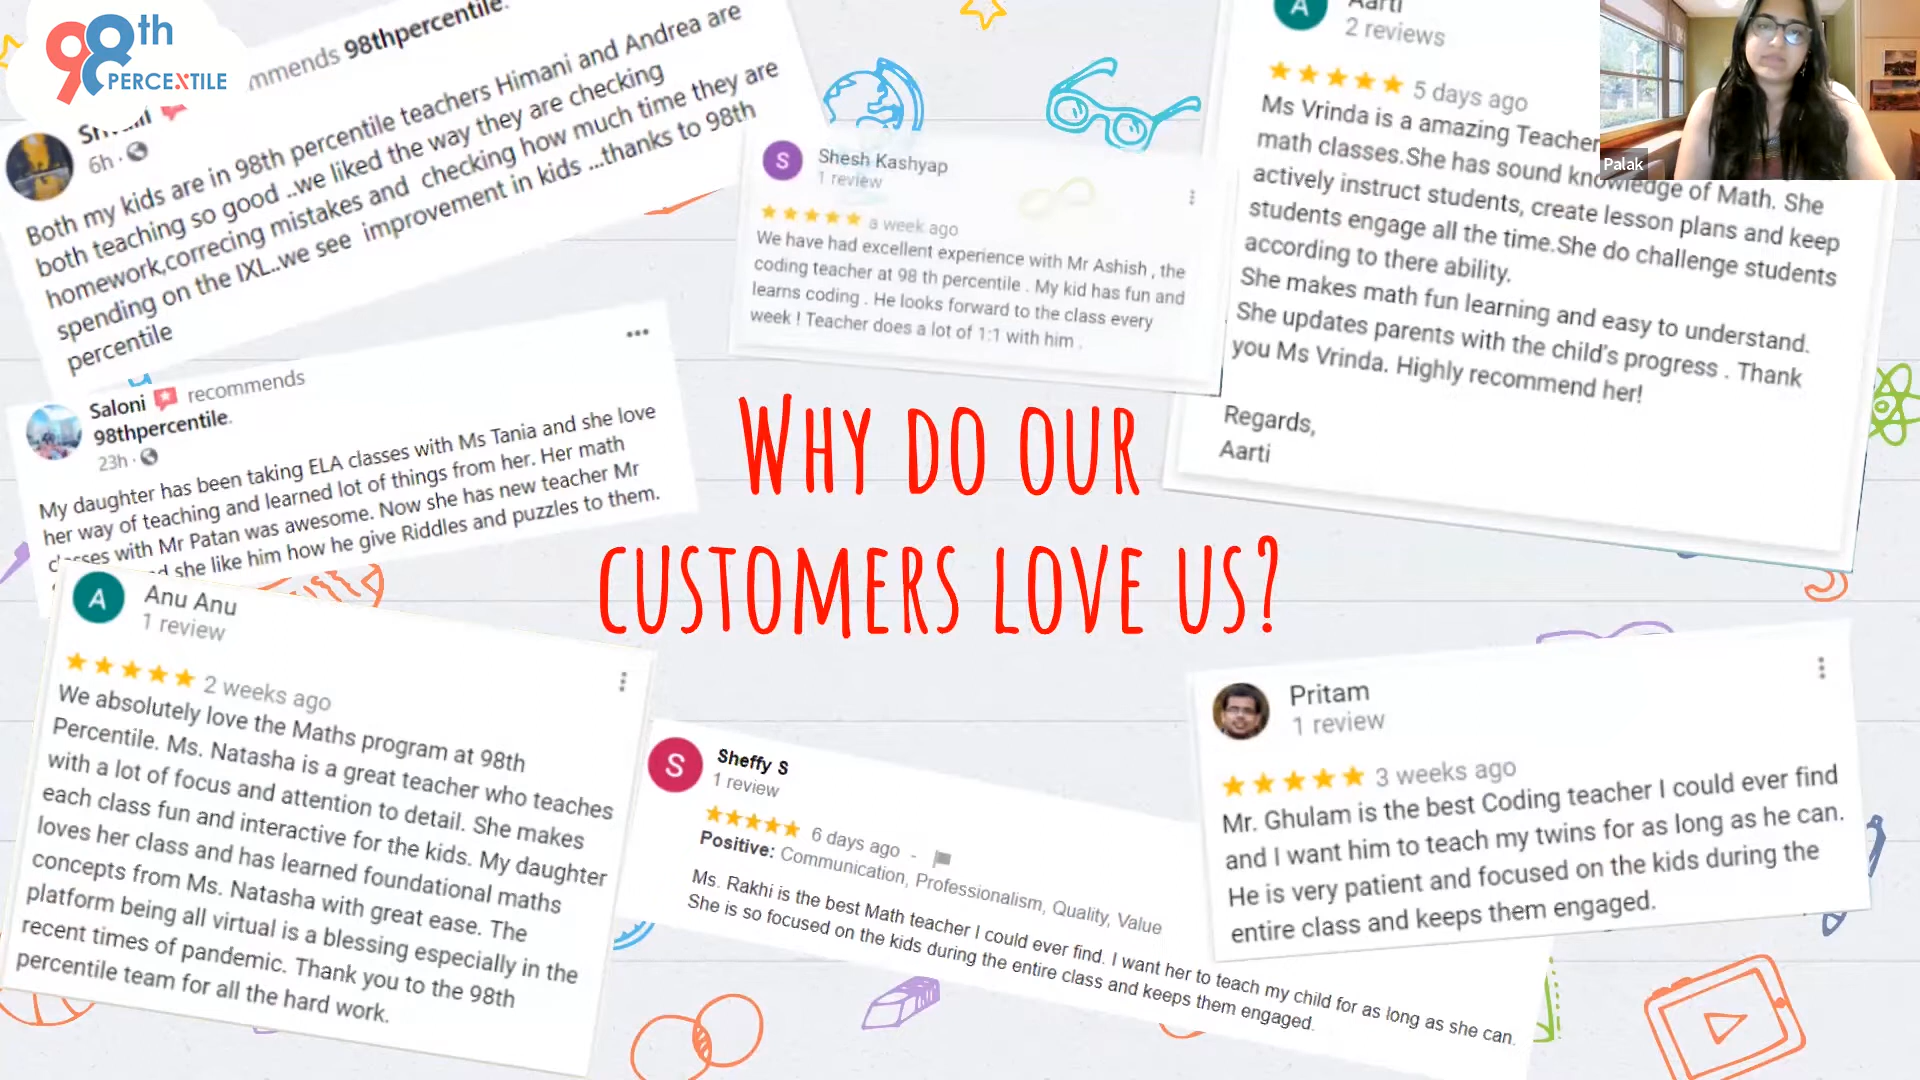 98th
PERCENTILE
mmends 98thpercentile.
6h
Both my kids are in 98th percentile teachers Himani and Andrea are
both teaching so good ..we liked the way they are checking
homework,correcing mistakes and checking how much time they are
spending on the IXL..we see improvement in kids ...thanks to 98th
percentile
Saloni recommends
98thpercentile.
23h
My daughter has been taking ELA classes with Ms Tania and she love
her way of teaching and learned lot of things from her. Her math
classes with Mr Patan was awesome. Now she has new teacher Mr
she like him how he give Riddles and puzzles to them.
S
Shesh Kashyap
1 review
a week ago
We have had excellent experience with Mr Ashish , the
coding teacher at 98 th percentile . My kid has fun and
learns coding . He looks forward to the class every
week ! Teacher does a lot of 1:1 with him .
A
Aarti
2 reviews
5 days ago
Ms Vrinda is a amazing Teacher
math classes.She has sound knowledge of Math. She
actively instruct students, create lesson plans and keep
students engage all the time.She do challenge students
according to there ability.
She makes math fun learning and easy to understand.
She updates parents with the child's progress . Thank
you Ms Vrinda. Highly recommend her!
Regards,
Aarti
Palak
WHY DO OUR
CUSTOMERS LOVE US?
A
Anu Anu
1 review
2 weeks ago
We absolutely love the Maths program at 98th
Percentile. Ms. Natasha is a great teacher who teaches
with a lot of focus and attention to detail. She makes
each class fun and interactive for the kids. My daughter
loves her class and has learned foundational maths
concepts from Ms. Natasha with great ease. The
platform being all virtual is a blessing especially in the
recent times of pandemic. Thank you to the 98th
percentile team for all the hard work.
S
Sheffy S
1 review
6 days ago -
Positive: Communication, Professionalism, Quality, Value
Ms. Rakhi is the best Math teacher I could ever find. I want her to teach my child for as long as she can.
She is so focused on the kids during the entire class and keeps them engaged.
Pritam
1 review
3 weeks ago
Mr. Ghulam is the best Coding teacher I could ever find
and I want him to teach my twins for as long as he can.
He is very patient and focused on the kids during the
entire class and keeps them engaged.